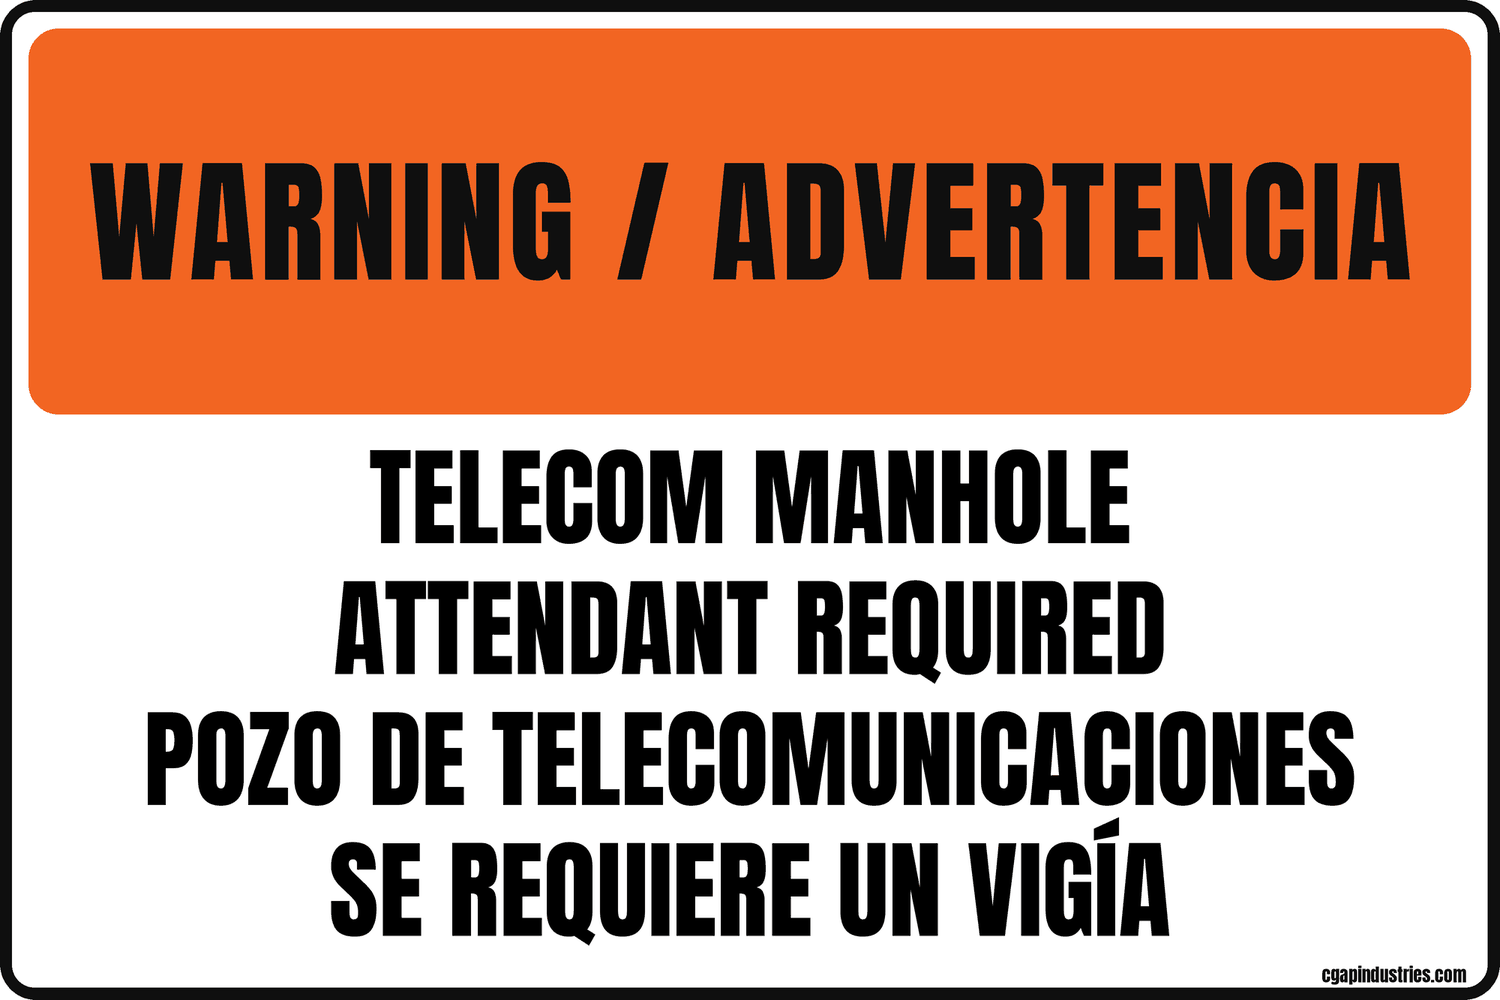 WARNING / ADVERTENCIA
TELECOM MANHOLE
ATTENDANT REQUIRED
POZO DE TELECOMUNICACIONES
SE REQUIERE UN VIGÍA
cgapindustries.com